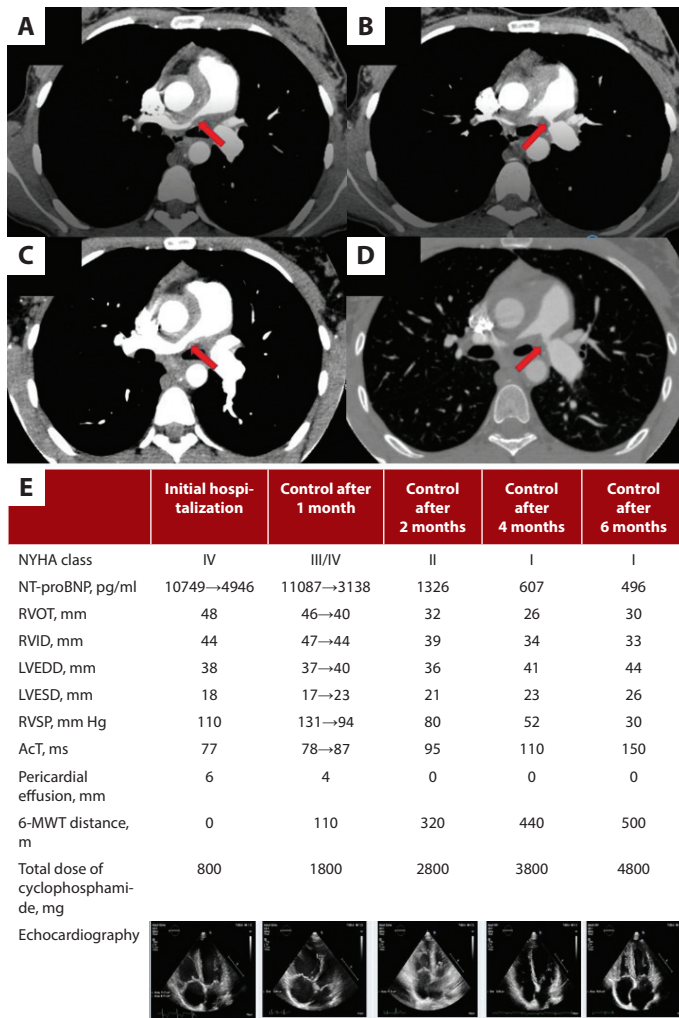 A
B
C
D
E
Initial hospi-
talization
Control after
1 month
Control
after
2 months
Control
after
4 months
Control
after
6 months
NYHA class IV III/IV II I I
NT-proBNP, pg/ml 10749→4946 11087→3138 1326 607 496
RVOT, mm 48 46→40 32 26 30
RVID, mm 44 47→44 39 34 33
LVEDD, mm 38 37→40 36 41 44
LVESD, mm 18 17→23 21 23 26
RVSP, mm Hg 110 131→94 80 52 30
AcT, ms 77 78→87 95 110 150
Pericardial
effusion, mm 6 4 0 0 0
6-MWT distance,
m 0 110 320 440 500
Total dose of
cyclophosphami-
de, mg 800 1800 2800 3800 4800
Echocardiography